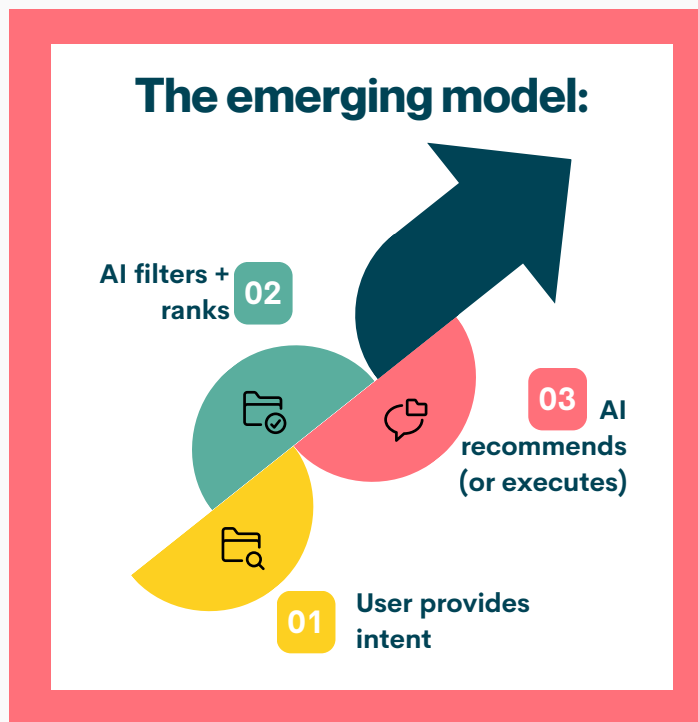 The emerging model:
AI filters +
ranks
02
03
AI
recommends
(or executes)
01
User provides
intent